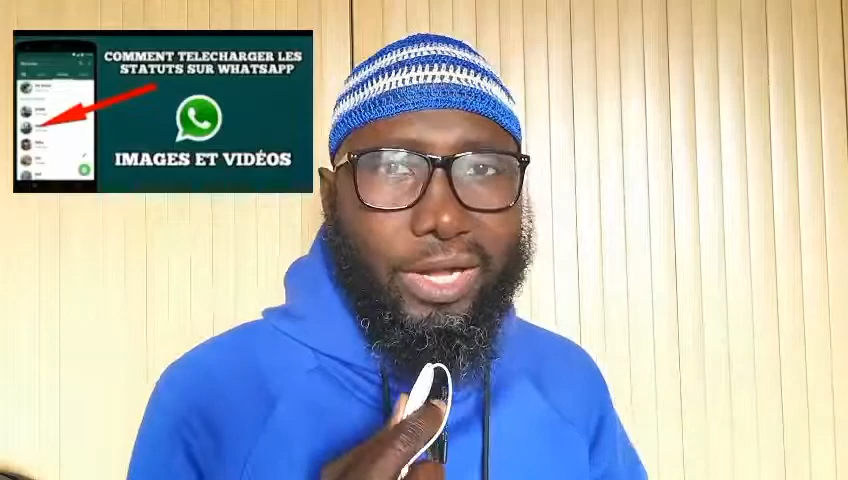 COMMENT TELECHARGER LES
STATUTS SUR WHATSAPP
IMAGES ET VIDÉOS